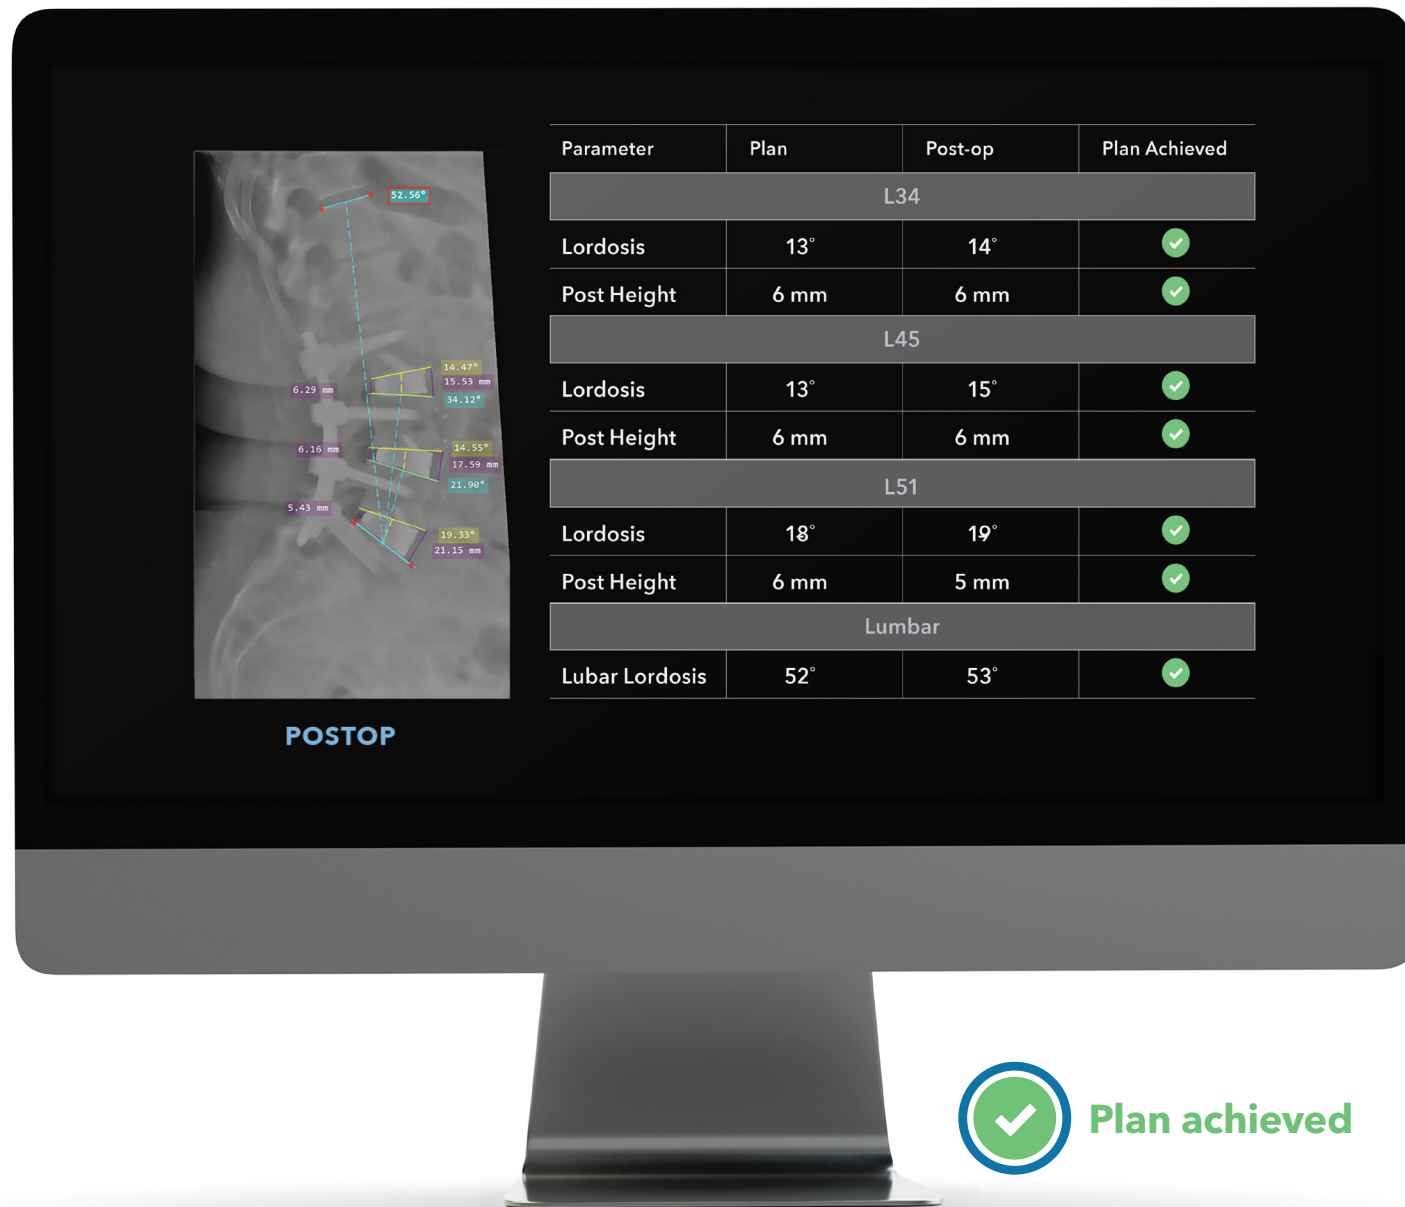 52.56°
14.47°
15.53 mm
6.29 mm
34.12°
14.55°
6.16 mm
17.59 mm
21.90°
5.43 mm
19.33°
21.15 mm
POSTOP
Parameter Plan Post-op Plan Achieved
L34
Lordosis 13° 14°
Post Height 6 mm 6 mm
L45
Lordosis 13° 15°
Post Height 6 mm 6 mm
L51
Lordosis 18° 19°
Post Height 6 mm 5 mm
Lumbar
Lubar Lordosis 52° 53°
Plan achieved